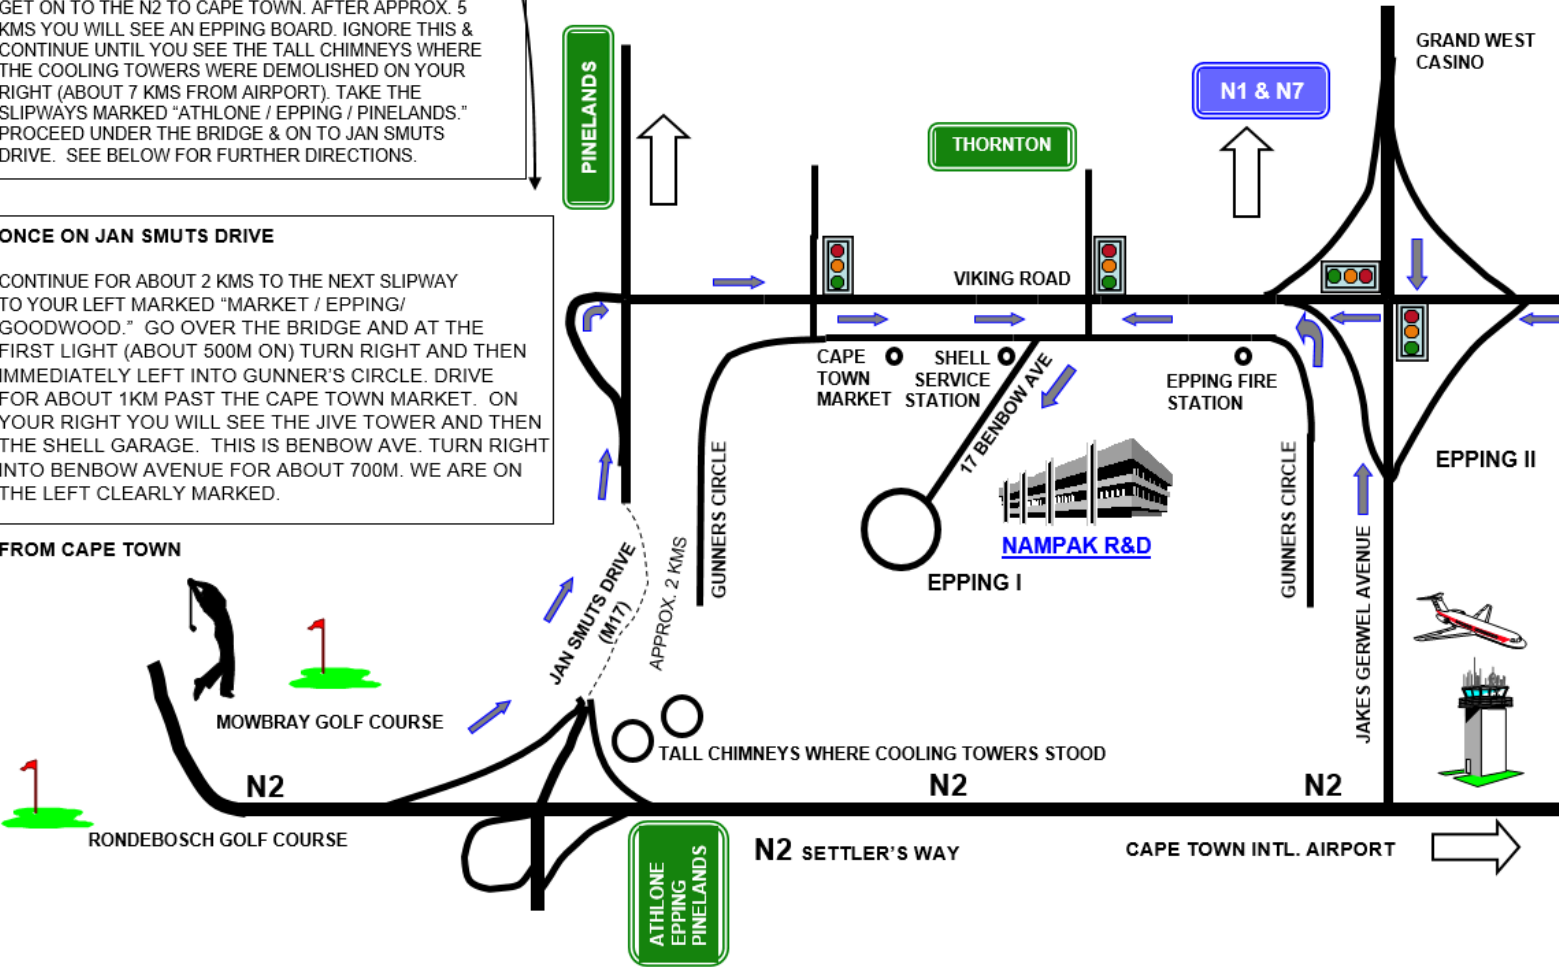 GET ON TO THE N2 TO CAPE TOWN. AFTER APPROX. 5
KMS YOU WILL SEE AN EPPING BOARD. IGNORE THIS &
CONTINUE UNTIL YOU SEE THE TALL CHIMNEYS WHERE
THE COOLING TOWERS WERE DEMOLISHED ON YOUR
RIGHT (ABOUT 7 KMS FROM AIRPORT). TAKE THE
SLIPWAYS MARKED “ATHLONE / EPPING / PINELANDS.”
PROCEED UNDER THE BRIDGE & ON TO JAN SMUTS
DRIVE. SEE BELOW FOR FURTHER DIRECTIONS.
ONCE ON JAN SMUTS DRIVE
CONTINUE FOR ABOUT 2 KMS TO THE NEXT SLIPWAY
TO YOUR LEFT MARKED “MARKET / EPPING/
GOODWOOD.” GO OVER THE BRIDGE AND AT THE
FIRST LIGHT (ABOUT 500M ON) TURN RIGHT AND THEN
IMMEDIATELY LEFT INTO GUNNER’S CIRCLE. DRIVE
FOR ABOUT 1KM PAST THE CAPE TOWN MARKET. ON
YOUR RIGHT YOU WILL SEE THE JIVE TOWER AND THEN
THE SHELL GARAGE. THIS IS BENBOW AVE. TURN RIGHT
INTO BENBOW AVENUE FOR ABOUT 700M. WE ARE ON
THE LEFT CLEARLY MARKED.
FROM CAPE TOWN
PINELANDS
THORNTON
N1 & N7
GRAND WEST
CASINO
VIKING ROAD
CAPE
TOWN
MARKET
SHELL
SERVICE
STATION
17 BENBOW AVE
EPPING FIRE
STATION
EPPING II
GUNNERS CIRCLE
NAMPAK R&D
EPPING I
GUNNERS CIRCLE
JAKES GERWEL AVENUE
JAN SMUTS DRIVE
(M17)
APPROX. 2 KMS
MOWBRAY GOLF COURSE
TALL CHIMNEYS WHERE COOLING TOWERS STOOD
N2
N2
N2
RONDEBOSCH GOLF COURSE
ATHLONE
EPPING
PINELANDS
N2 SETTLER’S WAY
CAPE TOWN INTL. AIRPORT